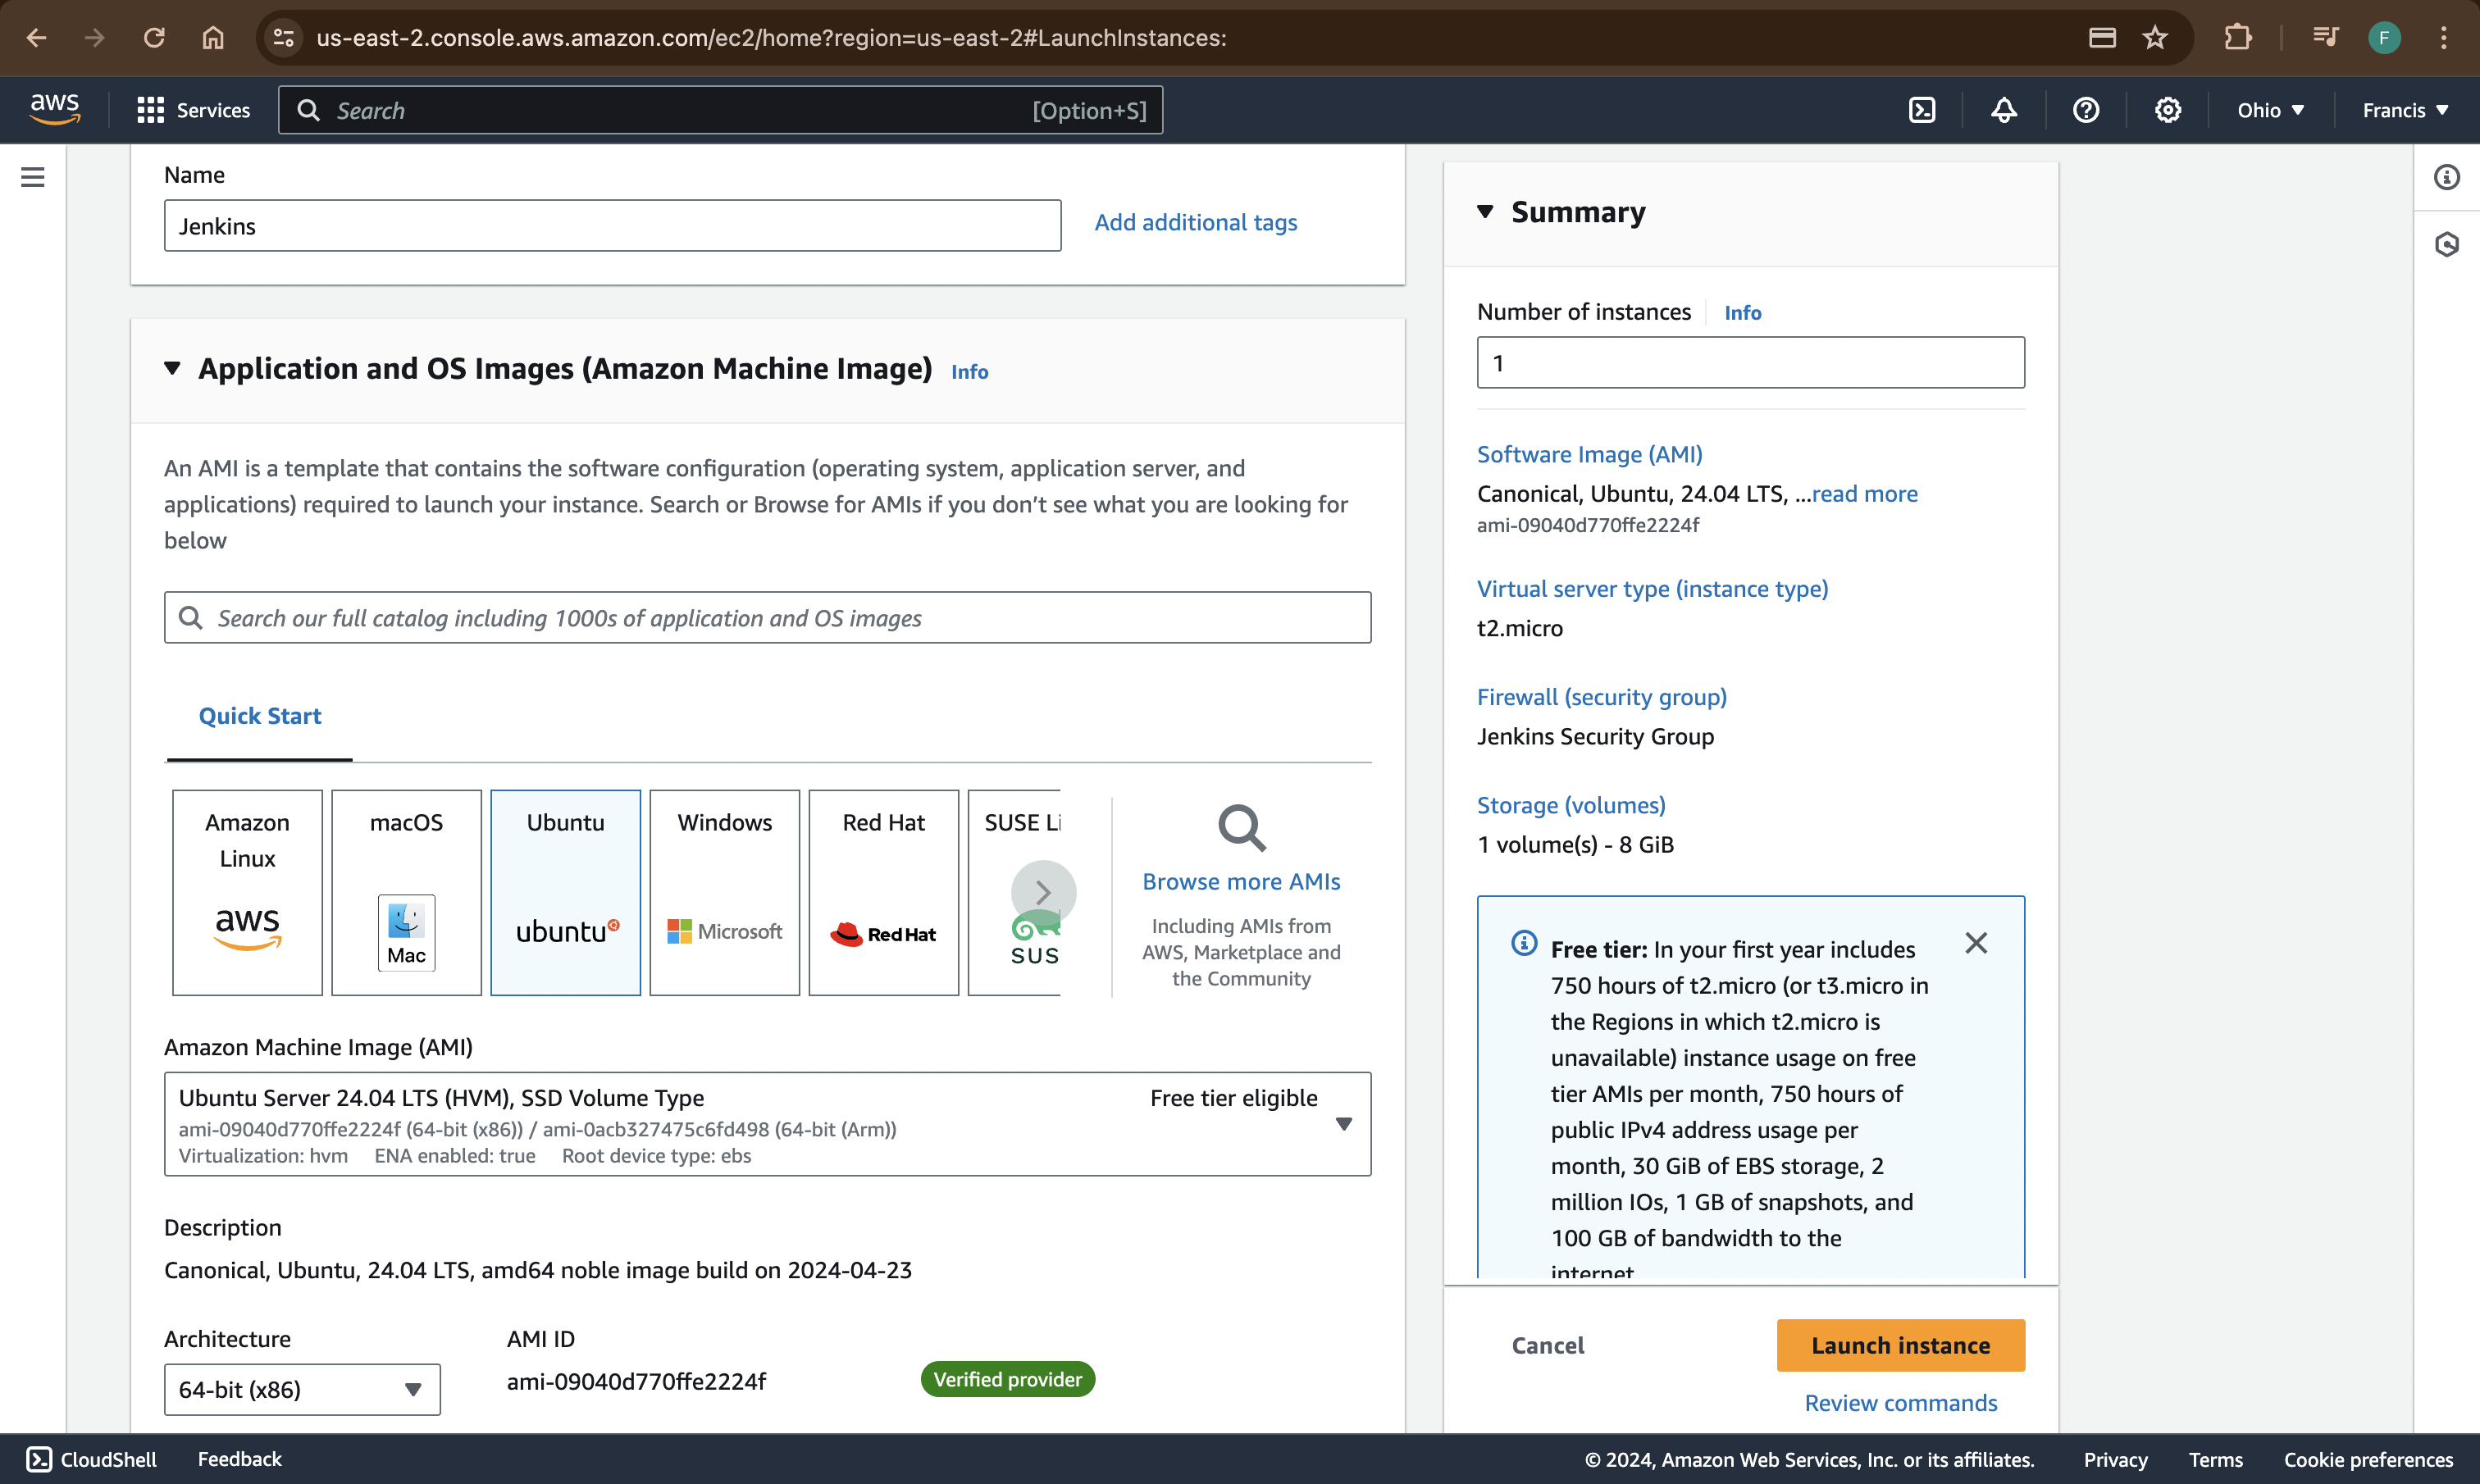 us-east-2.console.aws.amazon.com/ec2/home?region=us-east-2#LaunchInstances:
F
aws
Services
Search
[Option+S]
Ohio
Francis
Name
Jenkins
Add additional tags
Application and OS Images (Amazon Machine Image)
Info
An AMI is a template that contains the software configuration (operating system, application server, and
applications) required to launch your instance. Search or Browse for AMIs if you don’t see what you are looking for
below
Search our full catalog including 1000s of application and OS images
Quick Start
Amazon
Linux
aws
macOS
Mac
Ubuntu
ubuntu
Windows
Microsoft
Red Hat
RedHat
SUSE Li
SUS
Browse more AMIs
Including AMIs from
AWS, Marketplace and
the Community
Amazon Machine Image (AMI)
Ubuntu Server 24.04 LTS (HVM), SSD Volume Type
Free tier eligible
ami-09040d770ffe2224f (64-bit (x86)) / ami-0acb327475c6fd498 (64-bit (Arm))
Virtualization: hvm ENA enabled: true Root device type: ebs
Description
Canonical, Ubuntu, 24.04 LTS, amd64 noble image build on 2024-04-23
Architecture
64-bit (x86)
AMI ID
ami-09040d770ffe2224f
Verified provider
Summary
Number of instances
Info
1
Software Image (AMI)
Canonical, Ubuntu, 24.04 LTS, ...read more
ami-09040d770ffe2224f
Virtual server type (instance type)
t2.micro
Firewall (security group)
Jenkins Security Group
Storage (volumes)
1 volume(s) - 8 GiB
Free tier: In your first year includes
750 hours of t2.micro (or t3.micro in
the Regions in which t2.micro is
unavailable) instance usage on free
tier AMIs per month, 750 hours of
public IPv4 address usage per
month, 30 GiB of EBS storage, 2
million IOs, 1 GB of snapshots, and
100 GB of bandwidth to the
internet
Cancel
Launch instance
Review commands
CloudShell
Feedback
© 2024, Amazon Web Services, Inc. or its affiliates.
Privacy
Terms
Cookie preferences